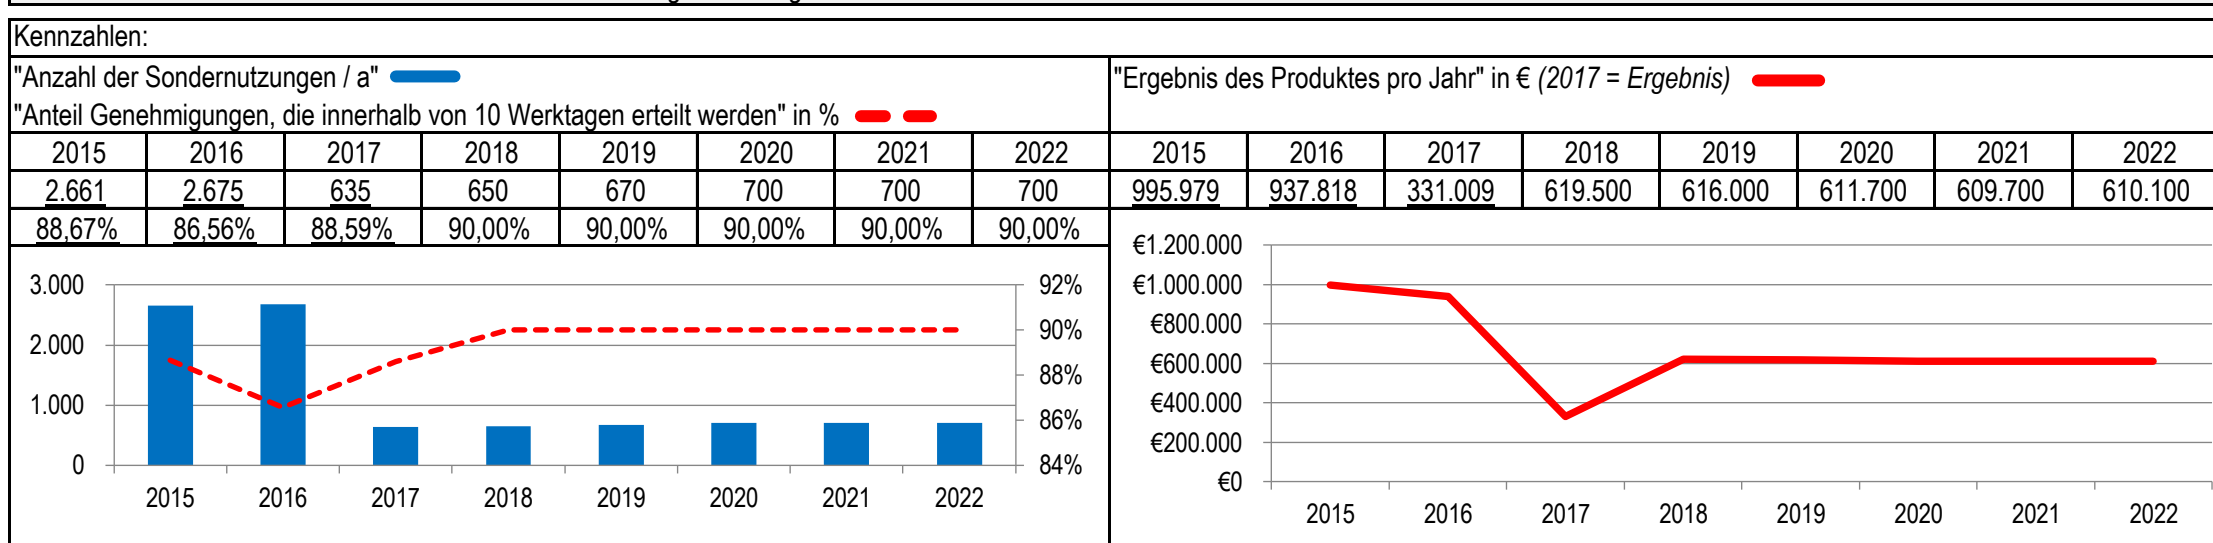 Kennzahlen:
"Anzahl der Sondernutzungen / a"
"Anteil Genehmigungen, die innerhalb von 10 Werktagen erteilt werden" in %
2015 2016 2017 2018 2019 2020 2021 2022
2.661 2.675 635 650 670 700 700 700
88,67% 86,56% 88,59% 90,00% 90,00% 90,00% 90,00% 90,00%
3.000
2.000
1.000
0
92%
90%
88%
86%
84%
2015 2016 2017 2018 2019 2020 2021 2022
"Ergebnis des Produktes pro Jahr" in € (2017 = Ergebnis)
2015 2016 2017 2018 2019 2020 2021 2022
995.979 937.818 331.009 619.500 616.000 611.700 609.700 610.100
€1.200.000
€1.000.000
€800.000
€600.000
€400.000
€200.000
€0
2015 2016 2017 2018 2019 2020 2021 2022